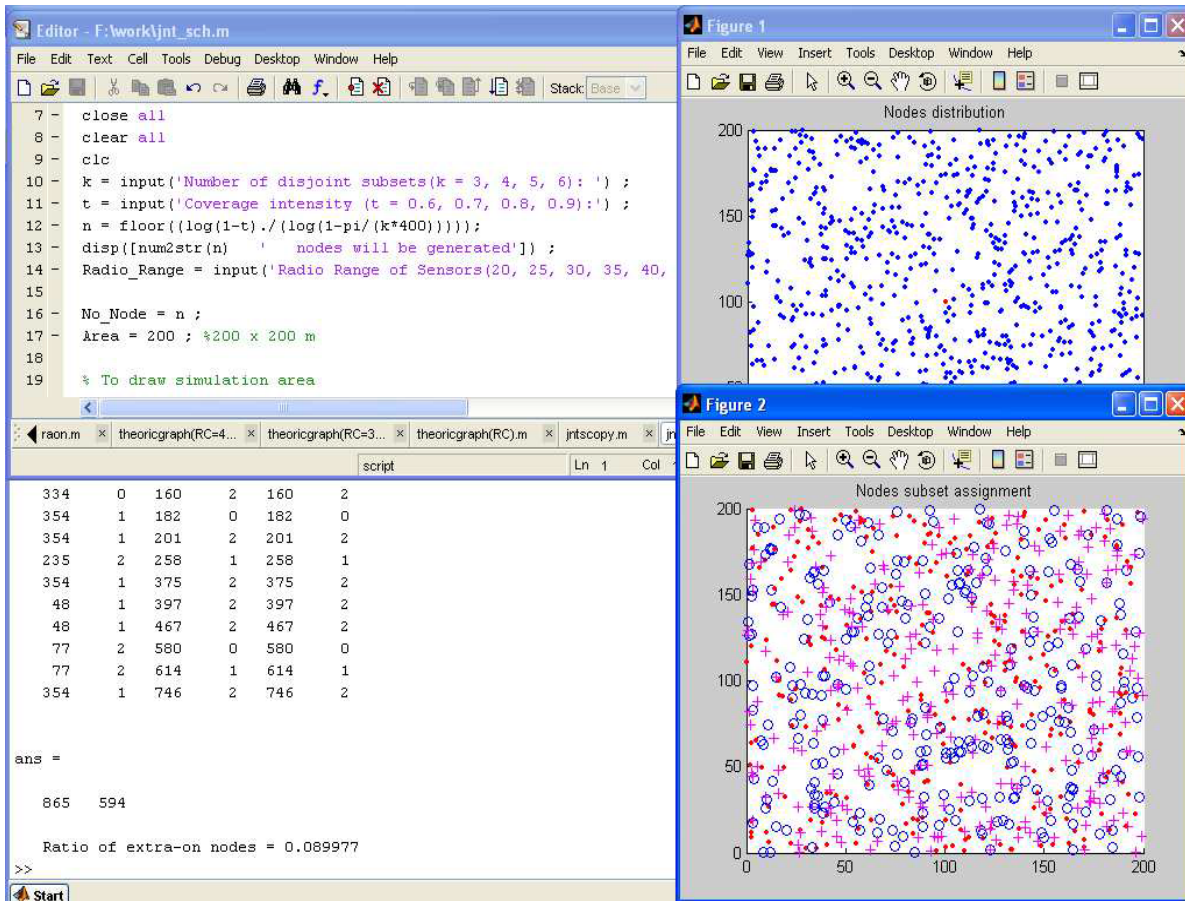 Editor - F:\work\jnt_sch.m
File Edit Text Cell Tools Debug Desktop Window Help
Stack: Base
7 - close all
8 - clear all
9 - clc
10 - k = input('Number of disjoint subsets(k = 3, 4, 5, 6): ') ;
11 - t = input('Coverage intensity (t = 0.6, 0.7, 0.8, 0.9):') ;
12 - n = floor((log(1-t)./(log(1-pi/(k*400)))));
13 - disp([num2str(n) ' nodes will be generated']) ;
14 - Radio_Range = input('Radio Range of Sensors(20, 25, 30, 35, 40,
15
16 - No_Node = n ;
17 - Area = 200 ; %200 x 200 m
18
19 % To draw simulation area
raon.m theoricgraph(RC=4... theoricgraph(RC=3... theoricgraph(RC).m jntscopy.m jn
script Ln 1 Col
334 0 160 2 160 2
354 1 182 0 182 0
354 1 201 2 201 2
235 2 258 1 258 1
354 1 375 2 375 2
48 1 397 2 397 2
48 1 467 2 467 2
77 2 580 0 580 0
77 2 614 1 614 1
354 1 746 2 746 2
ans =
865 594
Ratio of extra-on nodes = 0.089977
>>
Start
Figure 1
File Edit View Insert Tools Desktop Window Help
Nodes distribution
200
150
100
50
Figure 2
File Edit View Insert Tools Desktop Window Help
Nodes subset assignment
200
150
100
50
0
0 50 100 150 200